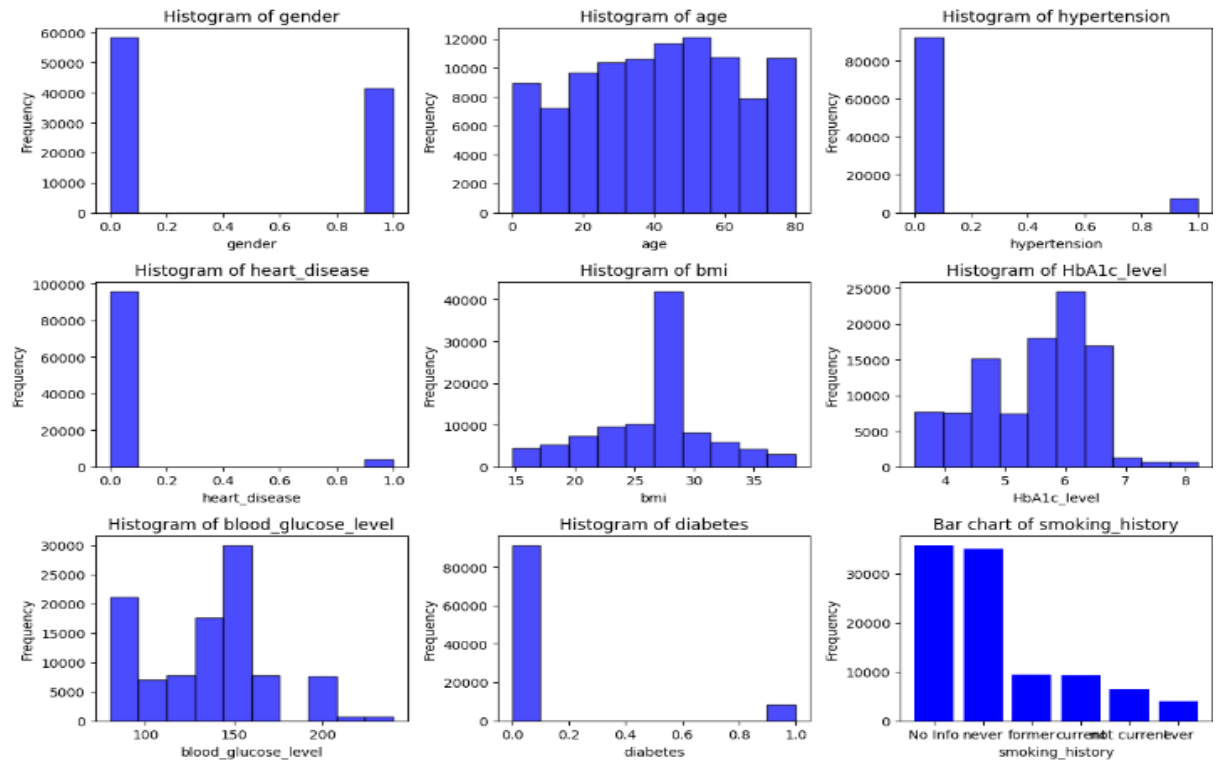 Histogram of gender
Frequency
60000
50000
40000
30000
20000
10000
0
0.0 0.2 0.4 0.6 0.8 1.0
gender
Histogram of age
Frequency
12000
10000
8000
6000
4000
2000
0
0 20 40 60 80
age
Histogram of hypertension
Frequency
80000
60000
40000
20000
0
0.0 0.2 0.4 0.6 0.8 1.0
hypertension
Histogram of heart_disease
Frequency
100000
80000
60000
40000
20000
0
0.0 0.2 0.4 0.6 0.8 1.0
heart_disease
Histogram of bmi
Frequency
40000
30000
20000
10000
0
15 20 25 30 35
bmi
Histogram of HbA1c_level
Frequency
25000
20000
15000
10000
5000
0
4 5 6 7 8
HbA1c_level
Histogram of blood_glucose_level
Frequency
30000
25000
20000
15000
10000
5000
0
100 150 200
blood_glucose_level
Histogram of diabetes
Frequency
80000
60000
40000
20000
0
0.0 0.2 0.4 0.6 0.8 1.0
diabetes
Bar chart of smoking_history
Frequency
30000
20000
10000
0
No Info never former current not current ever
smoking_history